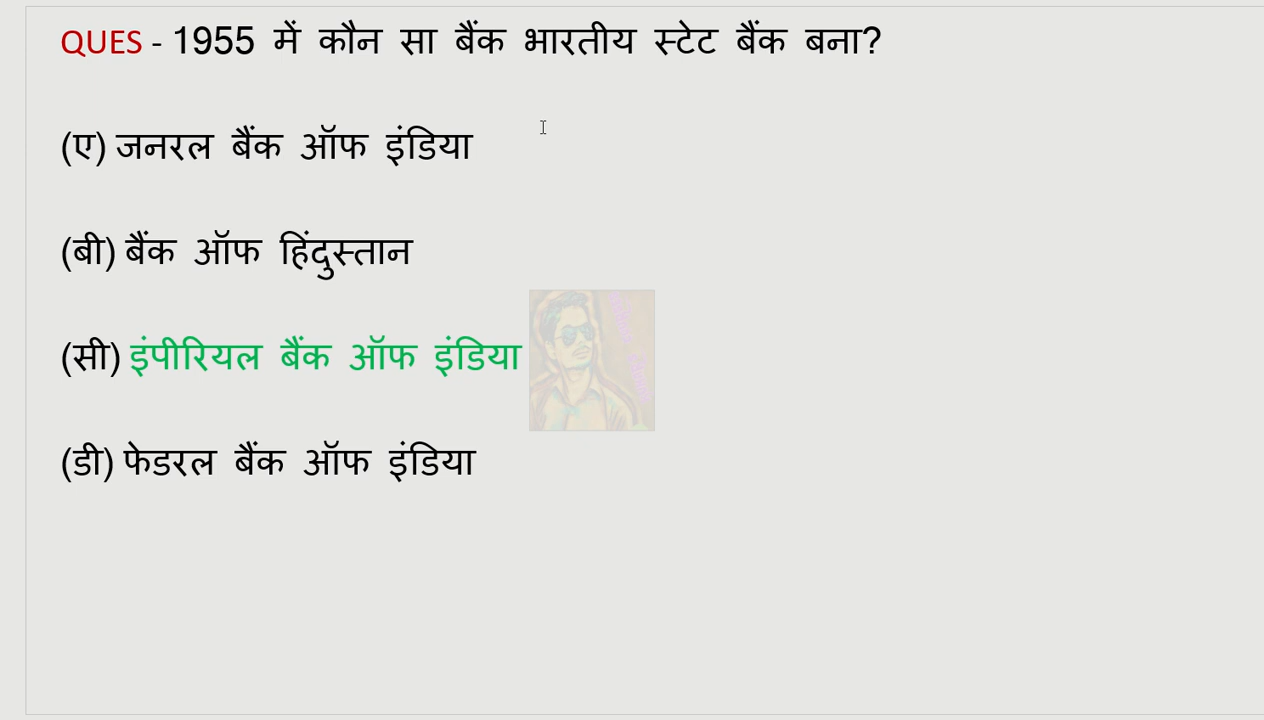 QUES - 1955 में कौन सा बैंक भारतीय स्टेट बैंक बना?
(ए) जनरल बैंक ऑफ इंडिया
(बी) बैंक ऑफ हिंदुस्तान
(सी) इंपीरियल बैंक ऑफ इंडिया
(डी) फेडरल बैंक ऑफ इंडिया